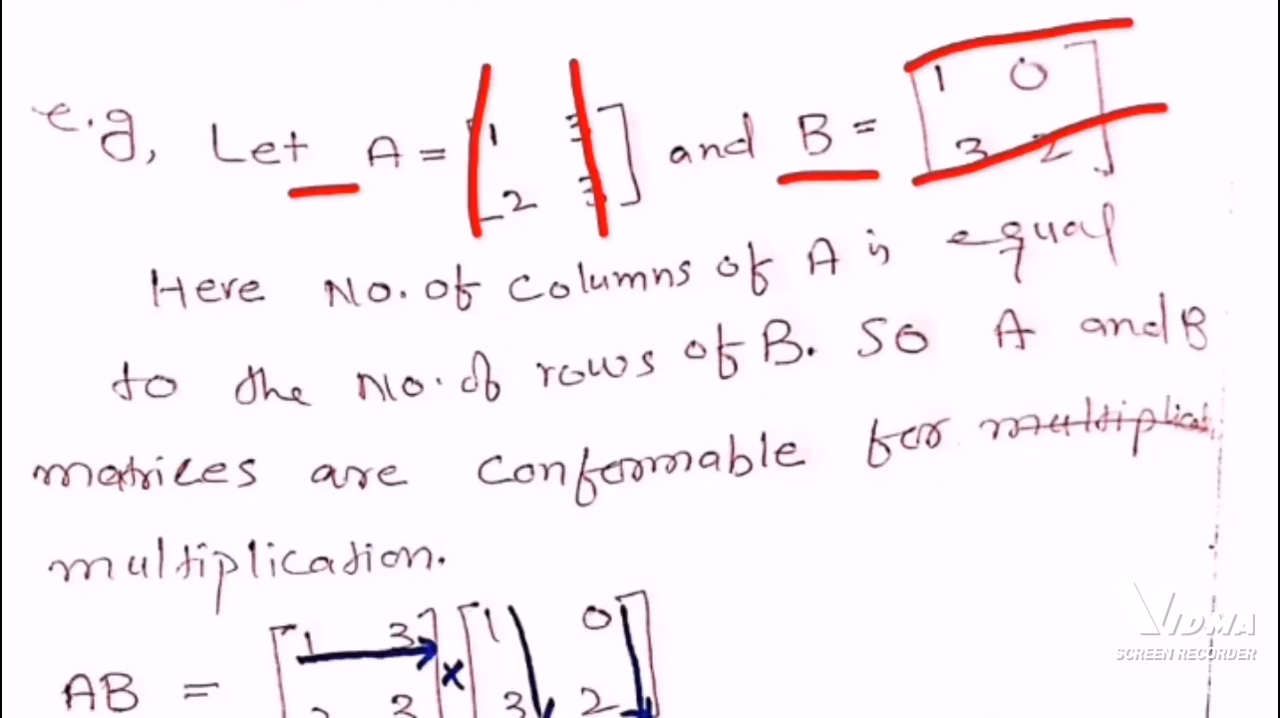 e.g, Let A = [1 3 and B = [1 0
2 3] 3 2]
Here No. of columns of A is equal
to the No. of rows of B. So A and B
matrices are conformable for multiplicat
multiplication.
AB = [1 3] × [1 0]
2 3 3 2
VIDMA
SCREEN RECORDER